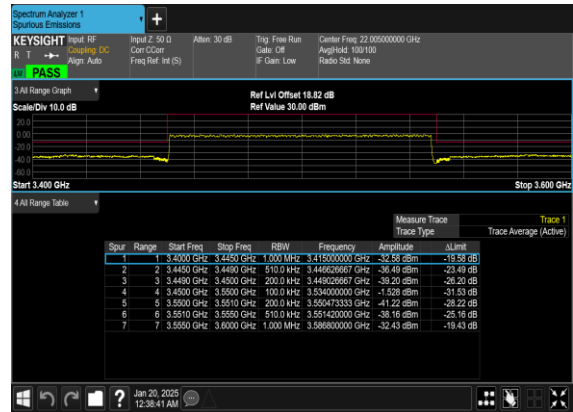 Spectrum Analyzer 1
Spurious Emissions
+
KEYSIGHT Input: RF Input Z: 50 Ω Atten: 30 dB Trig: Free Run Center Freq: 22.005000000 GHz
R T Coupling: DC Corr CCorr Gate: Off Avg|Hold: 100/100
Align: Auto Freq Ref: Int (S) IF Gain: Low Radio Std: None
PASS
3 All Range Graph
Ref Lvl Offset 18.82 dB
Scale/Div 10.0 dB Ref Value 30.00 dBm
20.0
0.00
-20.0
-40.0
-60.0
Start 3.400 GHz Stop 3.600 GHz
4 All Range Table
Measure Trace Trace 1
Trace Type Trace Average (Active)
Spur Range Start Freq Stop Freq RBW Frequency Amplitude ΔLimit
1 1 3.4000 GHz 3.4450 GHz 1.000 MHz 3.415000000 GHz -32.58 dBm -19.58 dB
2 2 3.4450 GHz 3.4490 GHz 510.0 kHz 3.446626667 GHz -36.49 dBm -23.49 dB
3 3 3.4490 GHz 3.4500 GHz 200.0 kHz 3.449026667 GHz -39.20 dBm -26.20 dB
4 4 3.4500 GHz 3.5500 GHz 100.0 kHz 3.534000000 GHz -1.528 dBm -31.53 dB
5 5 3.5500 GHz 3.5510 GHz 200.0 kHz 3.550473333 GHz -41.22 dBm -28.22 dB
6 6 3.5510 GHz 3.5550 GHz 510.0 kHz 3.551420000 GHz -38.16 dBm -25.16 dB
7 7 3.5550 GHz 3.6000 GHz 1.000 MHz 3.586800000 GHz -32.43 dBm -19.43 dB
? Jan 20, 2025
12:38:41 AM